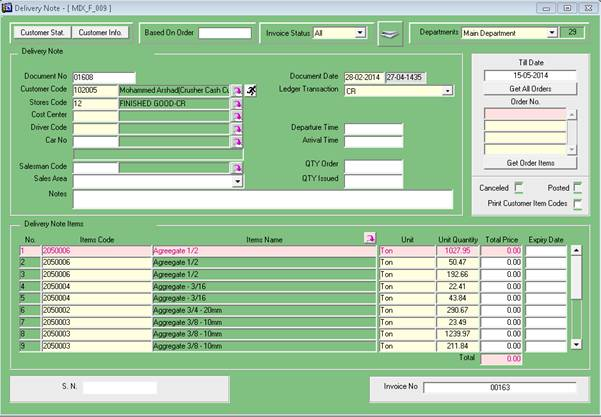 Delivery Note - [ MDX_F_009 ]
Customer Stat. Customer Info. Based On Order Invoice Status All Departments Main Department 29
Delivery Note
Document No 01608 Document Date 28-02-2014 27-04-1435
Customer Code 102005 Mohammed Arshad(Crusher Cash Cu Ledger Transaction CR
Stores Code 12 FINISHED GOOD-CR
Cost Center
Driver Code Departure Time
Car No Arrival Time
Salesman Code QTY Order
Sales Area QTY Issued
Notes
Till Date
15-05-2014
Get All Orders
Order No.
Get Order Items
Canceled Posted
Print Customer Item Codes
Delivery Note Items
No. Items Code Items Name Unit Unit Quantity Total Price Expiry Date
1 2050006 Agreegate 1/2 Ton 1027.95 0.00
2 2050006 Agreegate 1/2 Ton 50.47 0.00
3 2050006 Agreegate 1/2 Ton 192.66 0.00
4 2050004 Aggregate - 3/16 Ton 22.41 0.00
5 2050004 Aggregate - 3/16 Ton 43.84 0.00
6 2050002 Aggregate 3/4 - 20mm Ton 290.67 0.00
7 2050003 Aggregate 3/8 - 10mm Ton 23.49 0.00
8 2050003 Aggregate 3/8 - 10mm Ton 1239.97 0.00
9 2050003 Aggregate 3/8 - 10mm Ton 211.84 0.00
Total 0.00
S. N. Invoice No 00163